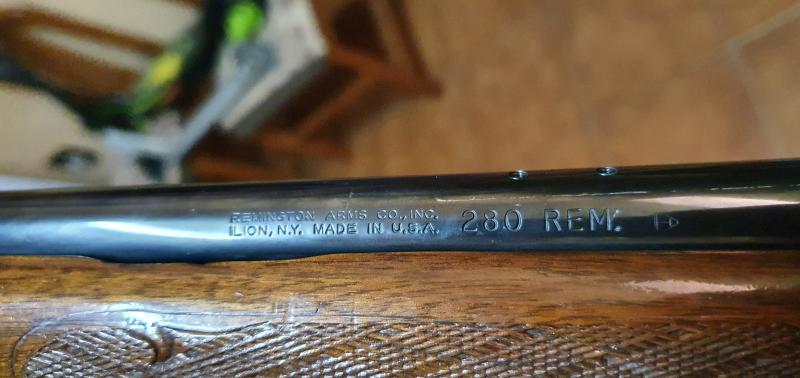 REMINGTON ARMS CO., INC.
ILION, N.Y. MADE IN U.S.A.
280 REM.